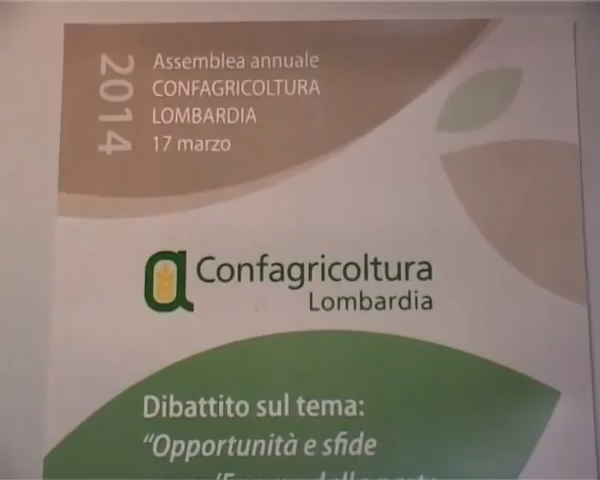 2014
Assemblea annuale
CONFAGRICOLTURA
LOMBARDIA
17 marzo
Confagricoltura
Lombardia
Dibattito sul tema:
“Opportunità e sfide